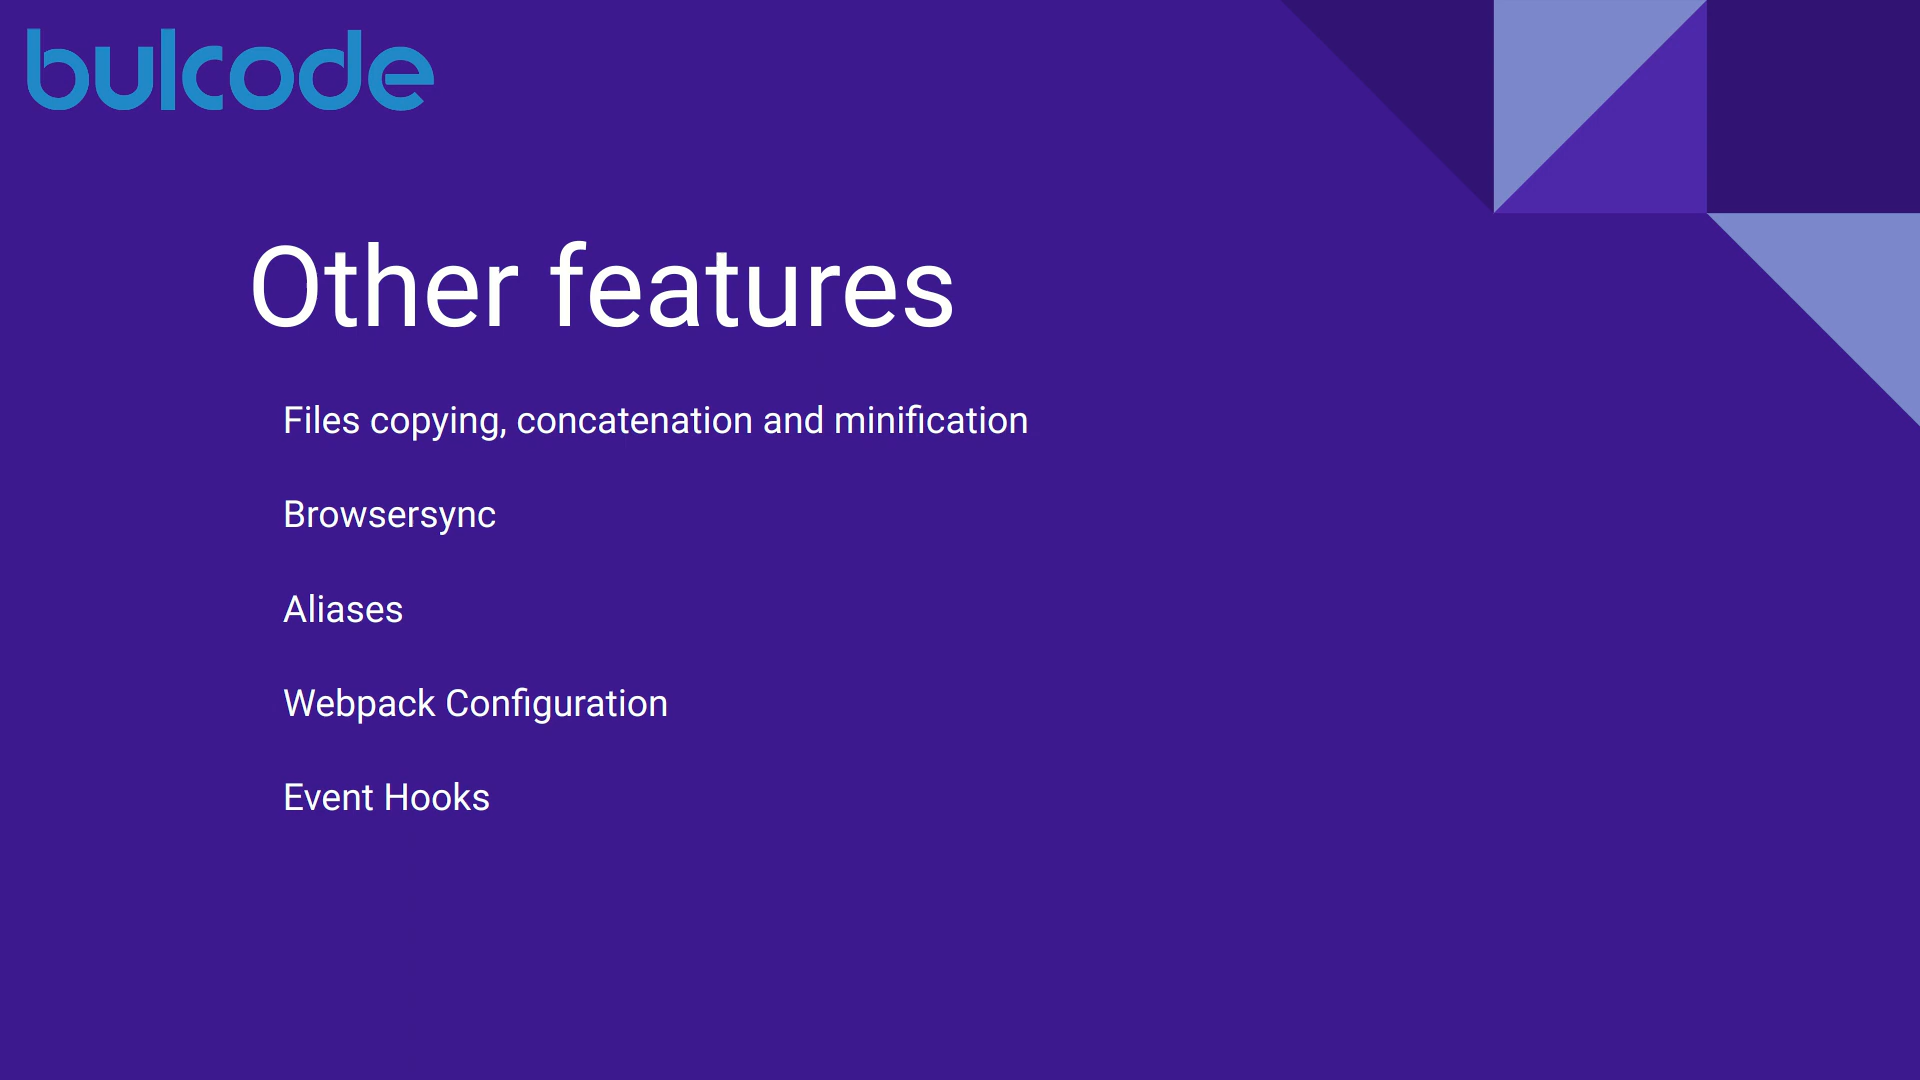 bulcode
Other features
Files copying, concatenation and minification
Browsersync
Aliases
Webpack Configuration
Event Hooks